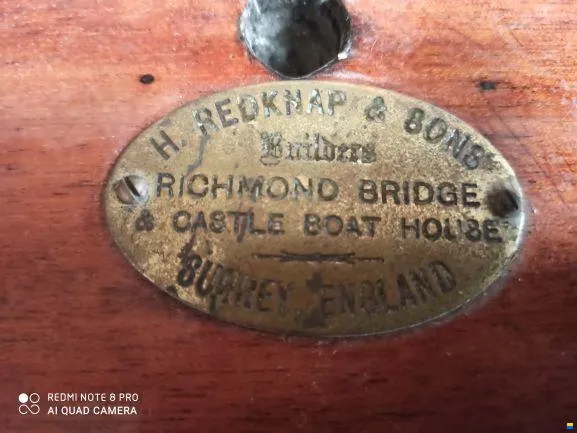 H. REDKNAP & SONS
Builders
RICHMOND BRIDGE
& CASTLE BOAT HOUSE
SURREY, ENGLAND
REDMI NOTE 8 PRO
AI QUAD CAMERA